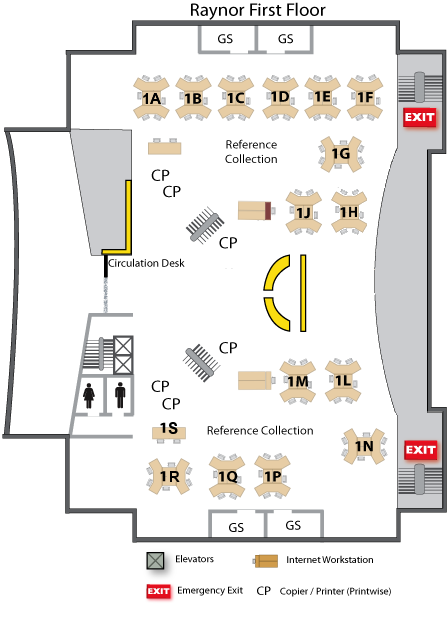 Raynor First Floor
GS GS
1A 1B 1C 1D 1E 1F
EXIT
Reference
Collection
1G
CP
CP
1J 1H
CP
Circulation Desk
CP
1M 1L
CP
CP
1S
Reference Collection
1N
EXIT
1R 1Q 1P
GS GS
Elevators
Internet Workstation
EXIT Emergency Exit
CP Copier / Printer (Printwise)